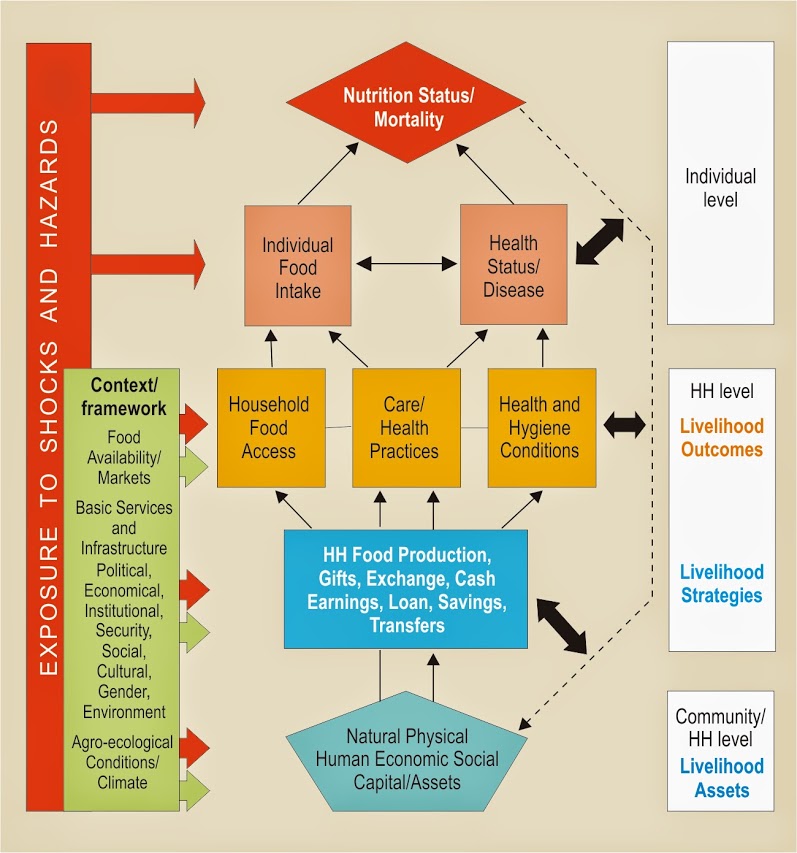 EXPOSURE TO SHOCKS AND HAZARDS
Nutrition Status/
Mortality
Individual
Food
Intake
Health
Status/
Disease
Individual
level
Context/
framework
Food
Availability/
Markets
Basic Services
and
Infrastructure
Political,
Economical,
Institutional,
Security,
Social,
Cultural,
Gender,
Environment
Agro-ecological
Conditions/
Climate
Household
Food
Access
Care/
Health
Practices
Health and
Hygiene
Conditions
HH level
Livelihood
Outcomes
Livelihood
Strategies
HH Food Production,
Gifts, Exchange, Cash
Earnings, Loan, Savings,
Transfers
Natural Physical
Human Economic Social
Capital/Assets
Community/
HH level
Livelihood
Assets